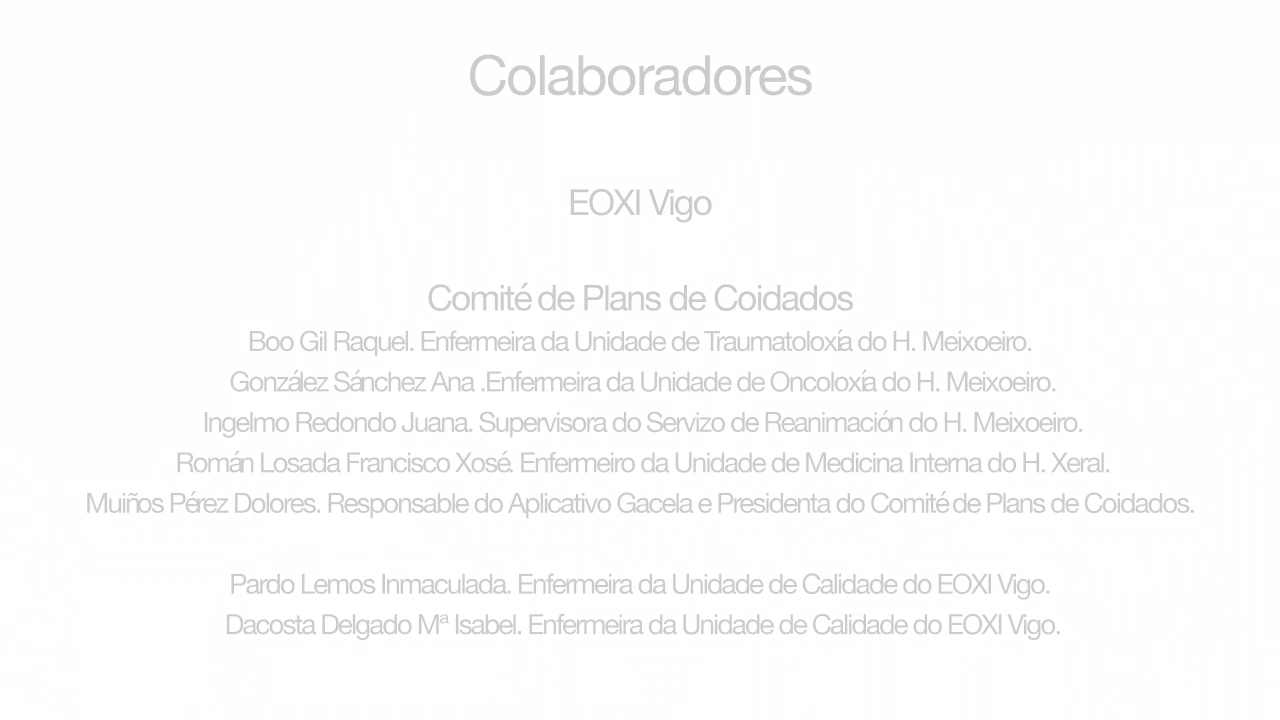 Colaboradores
EOXI Vigo
Comité de Plans de Coidados
Boo Gil Raquel. Enfermeira da Unidade de Traumatoloxía do H. Meixoeiro.
González Sánchez Ana .Enfermeira da Unidade de Oncoloxía do H. Meixoeiro.
Ingelmo Redondo Juana. Supervisora do Servizo de Reanimación do H. Meixoeiro.
Román Losada Francisco Xosé. Enfermeiro da Unidade de Medicina Interna do H. Xeral.
Muiños Pérez Dolores. Responsable do Aplicativo Gacela e Presidenta do Comité de Plans de Coidados.
Pardo Lemos Inmaculada. Enfermeira da Unidade de Calidade do EOXI Vigo.
Dacosta Delgado Mª Isabel. Enfermeira da Unidade de Calidade do EOXI Vigo.